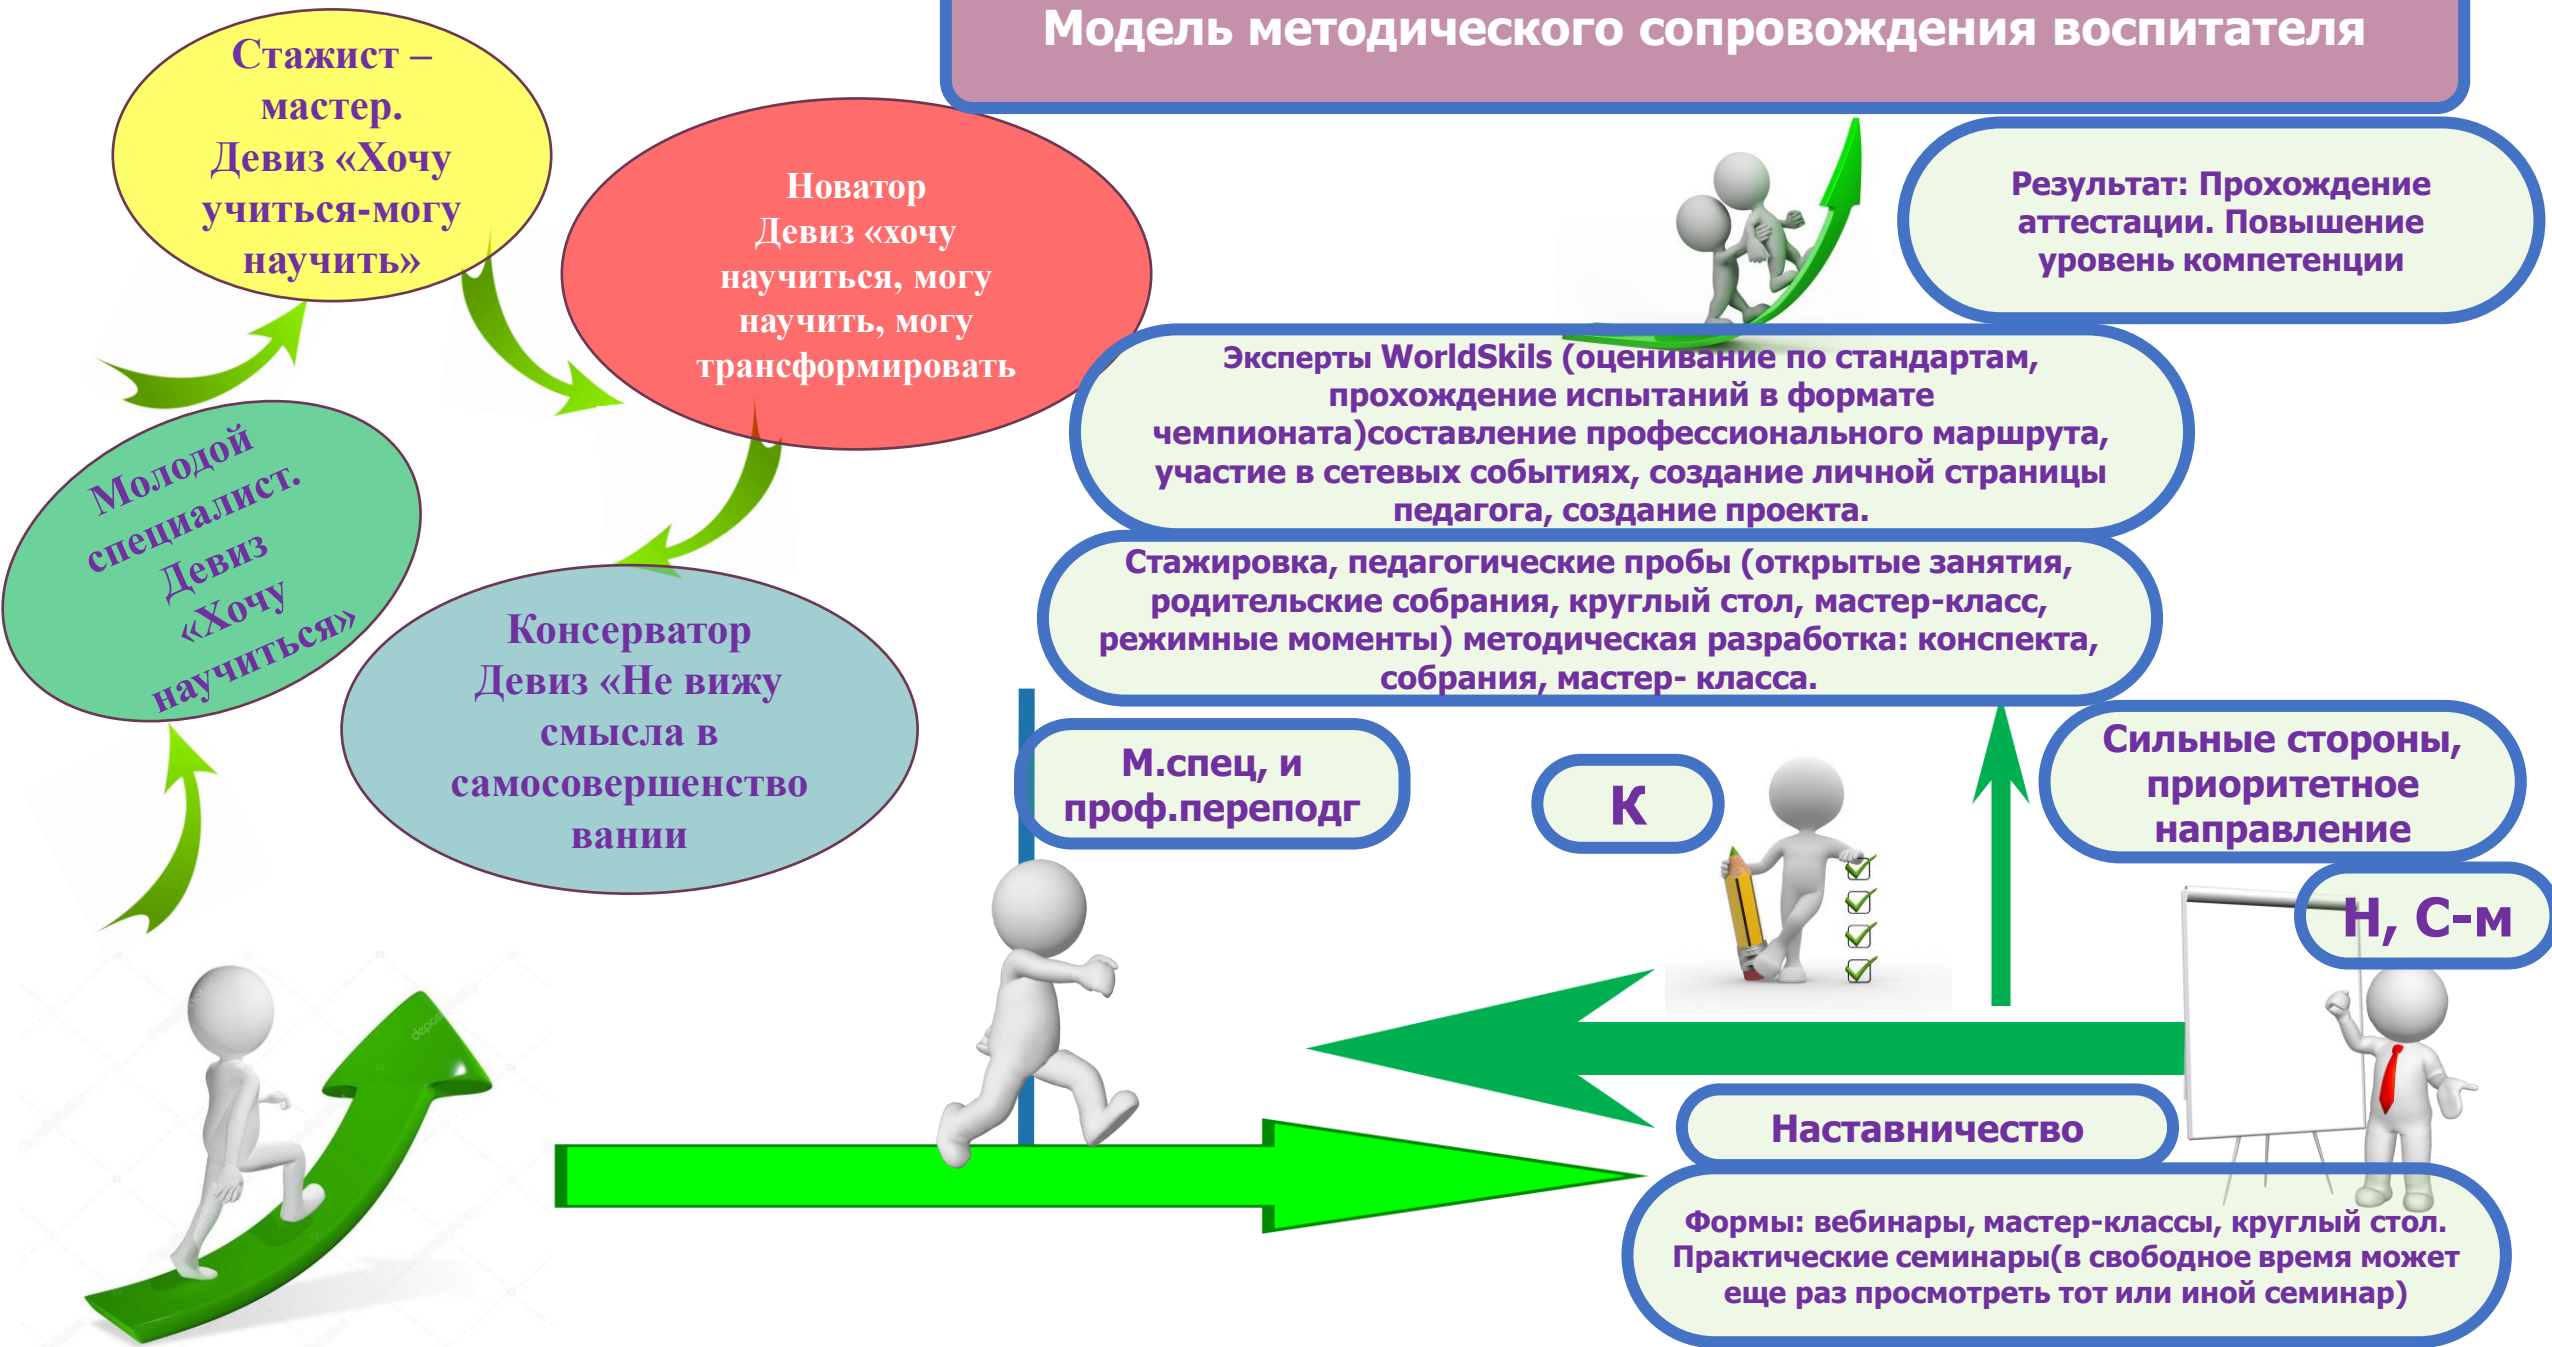 Модель методического сопровождения воспитателя
Стажист –
мастер.
Девиз «Хочу
учиться-могу
научить»
Новатор
Девиз «хочу
научиться, могу
научить, могу
трансформировать
Молодой
специалист.
Девиз
«Хочу
научиться»
Консерватор
Девиз «Не вижу
смысла в
самосовершенство
вании
Результат: Прохождение
аттестации. Повышение
уровень компетенции
Эксперты WorldSkils (оценивание по стандартам,
прохождение испытаний в формате
чемпионата)составление профессионального маршрута,
участие в сетевых событиях, создание личной страницы
педагога, создание проекта.
Стажировка, педагогические пробы (открытые занятия,
родительские собрания, круглый стол, мастер-класс,
режимные моменты) методическая разработка: конспекта,
собрания, мастер- класса.
М.спец, и
проф.переподг
К
Сильные стороны,
приоритетное
направление
Н, С-м
Наставничество
Формы: вебинары, мастер-классы, круглый стол.
Практические семинары(в свободное время может
еще раз просмотреть тот или иной семинар)